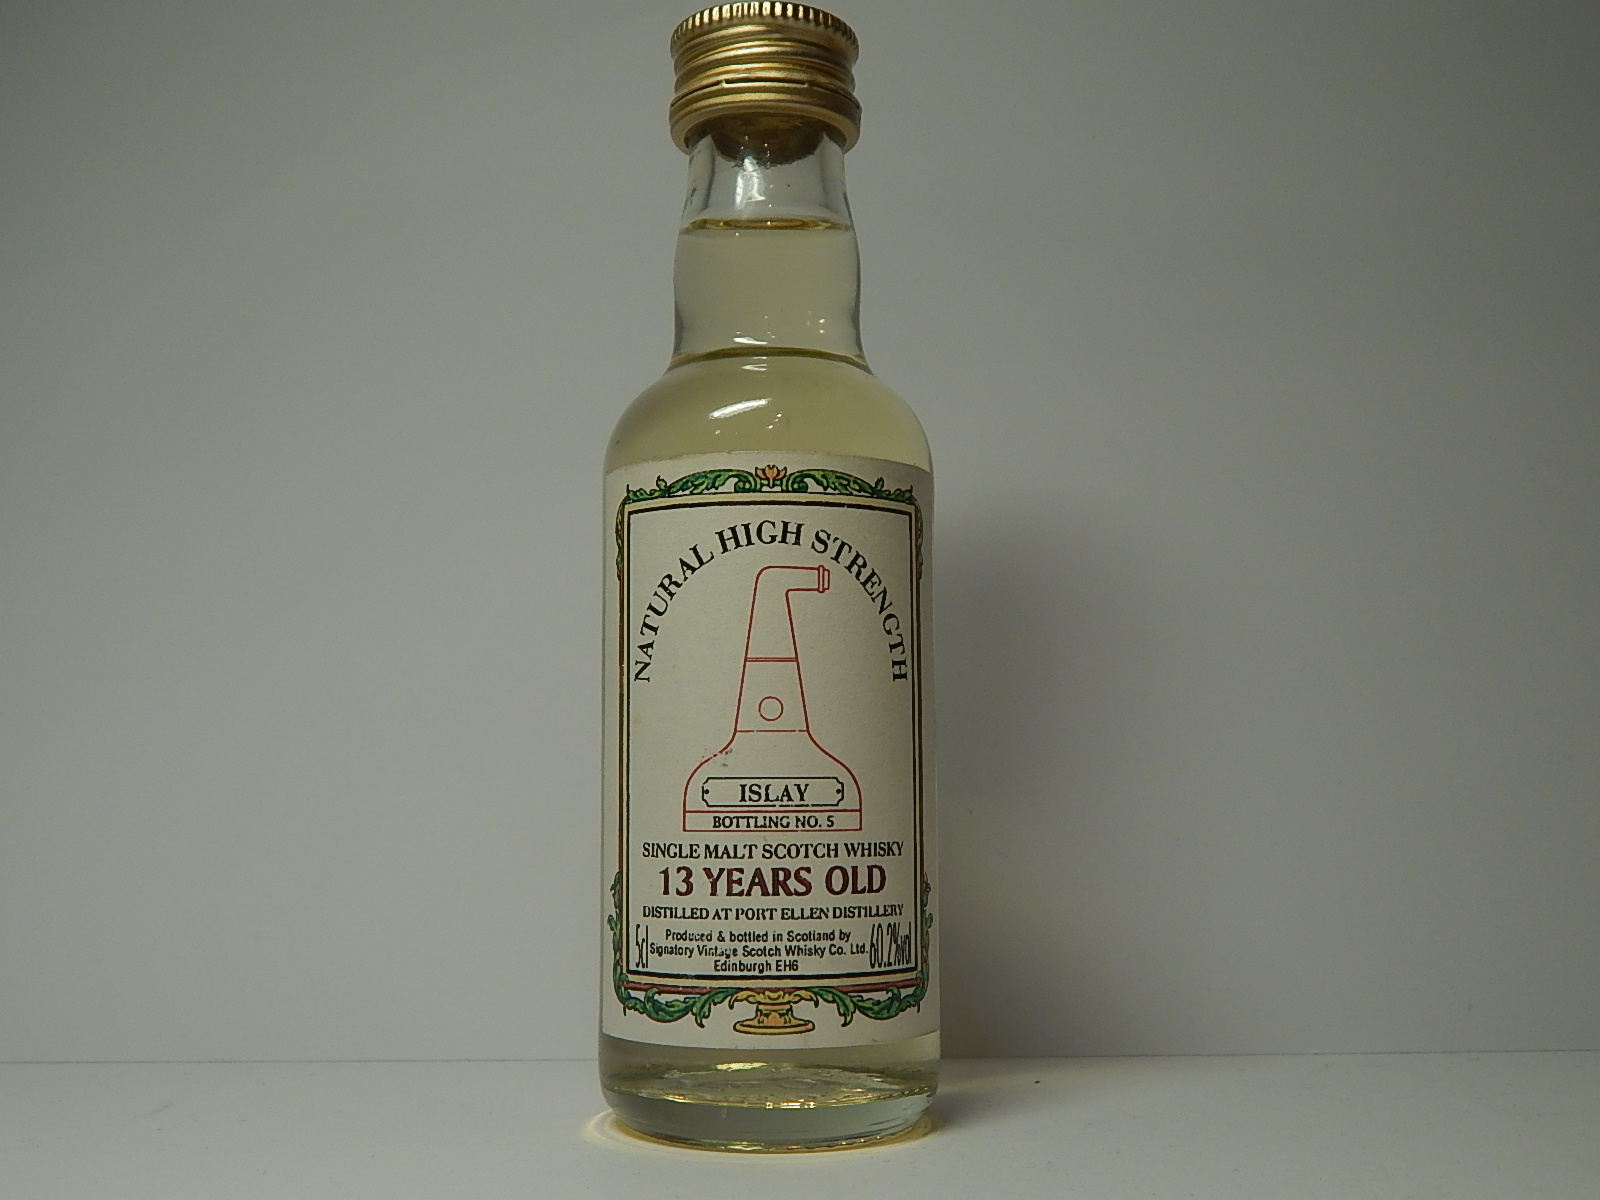 NATURAL HIGH STRENGTH
ISLAY
BOTTLING NO. 5
SINGLE MALT SCOTCH WHISKY
13 YEARS OLD
DISTILLED AT PORT ELLEN DISTILLERY
5cl
Produced & bottled in Scotland by
Signatory Vintage Scotch Whisky Co. Ltd.
Edinburgh EH6
60.2%vol